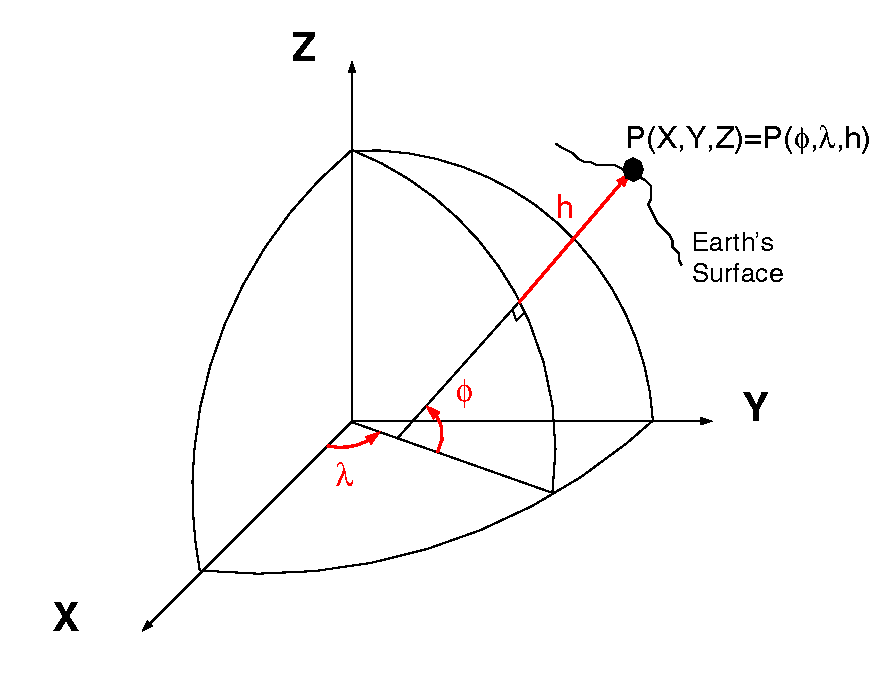 Z
P(X,Y,Z)=P(ϕ,λ,h)
h
Earth's
Surface
ϕ
Y
λ
X